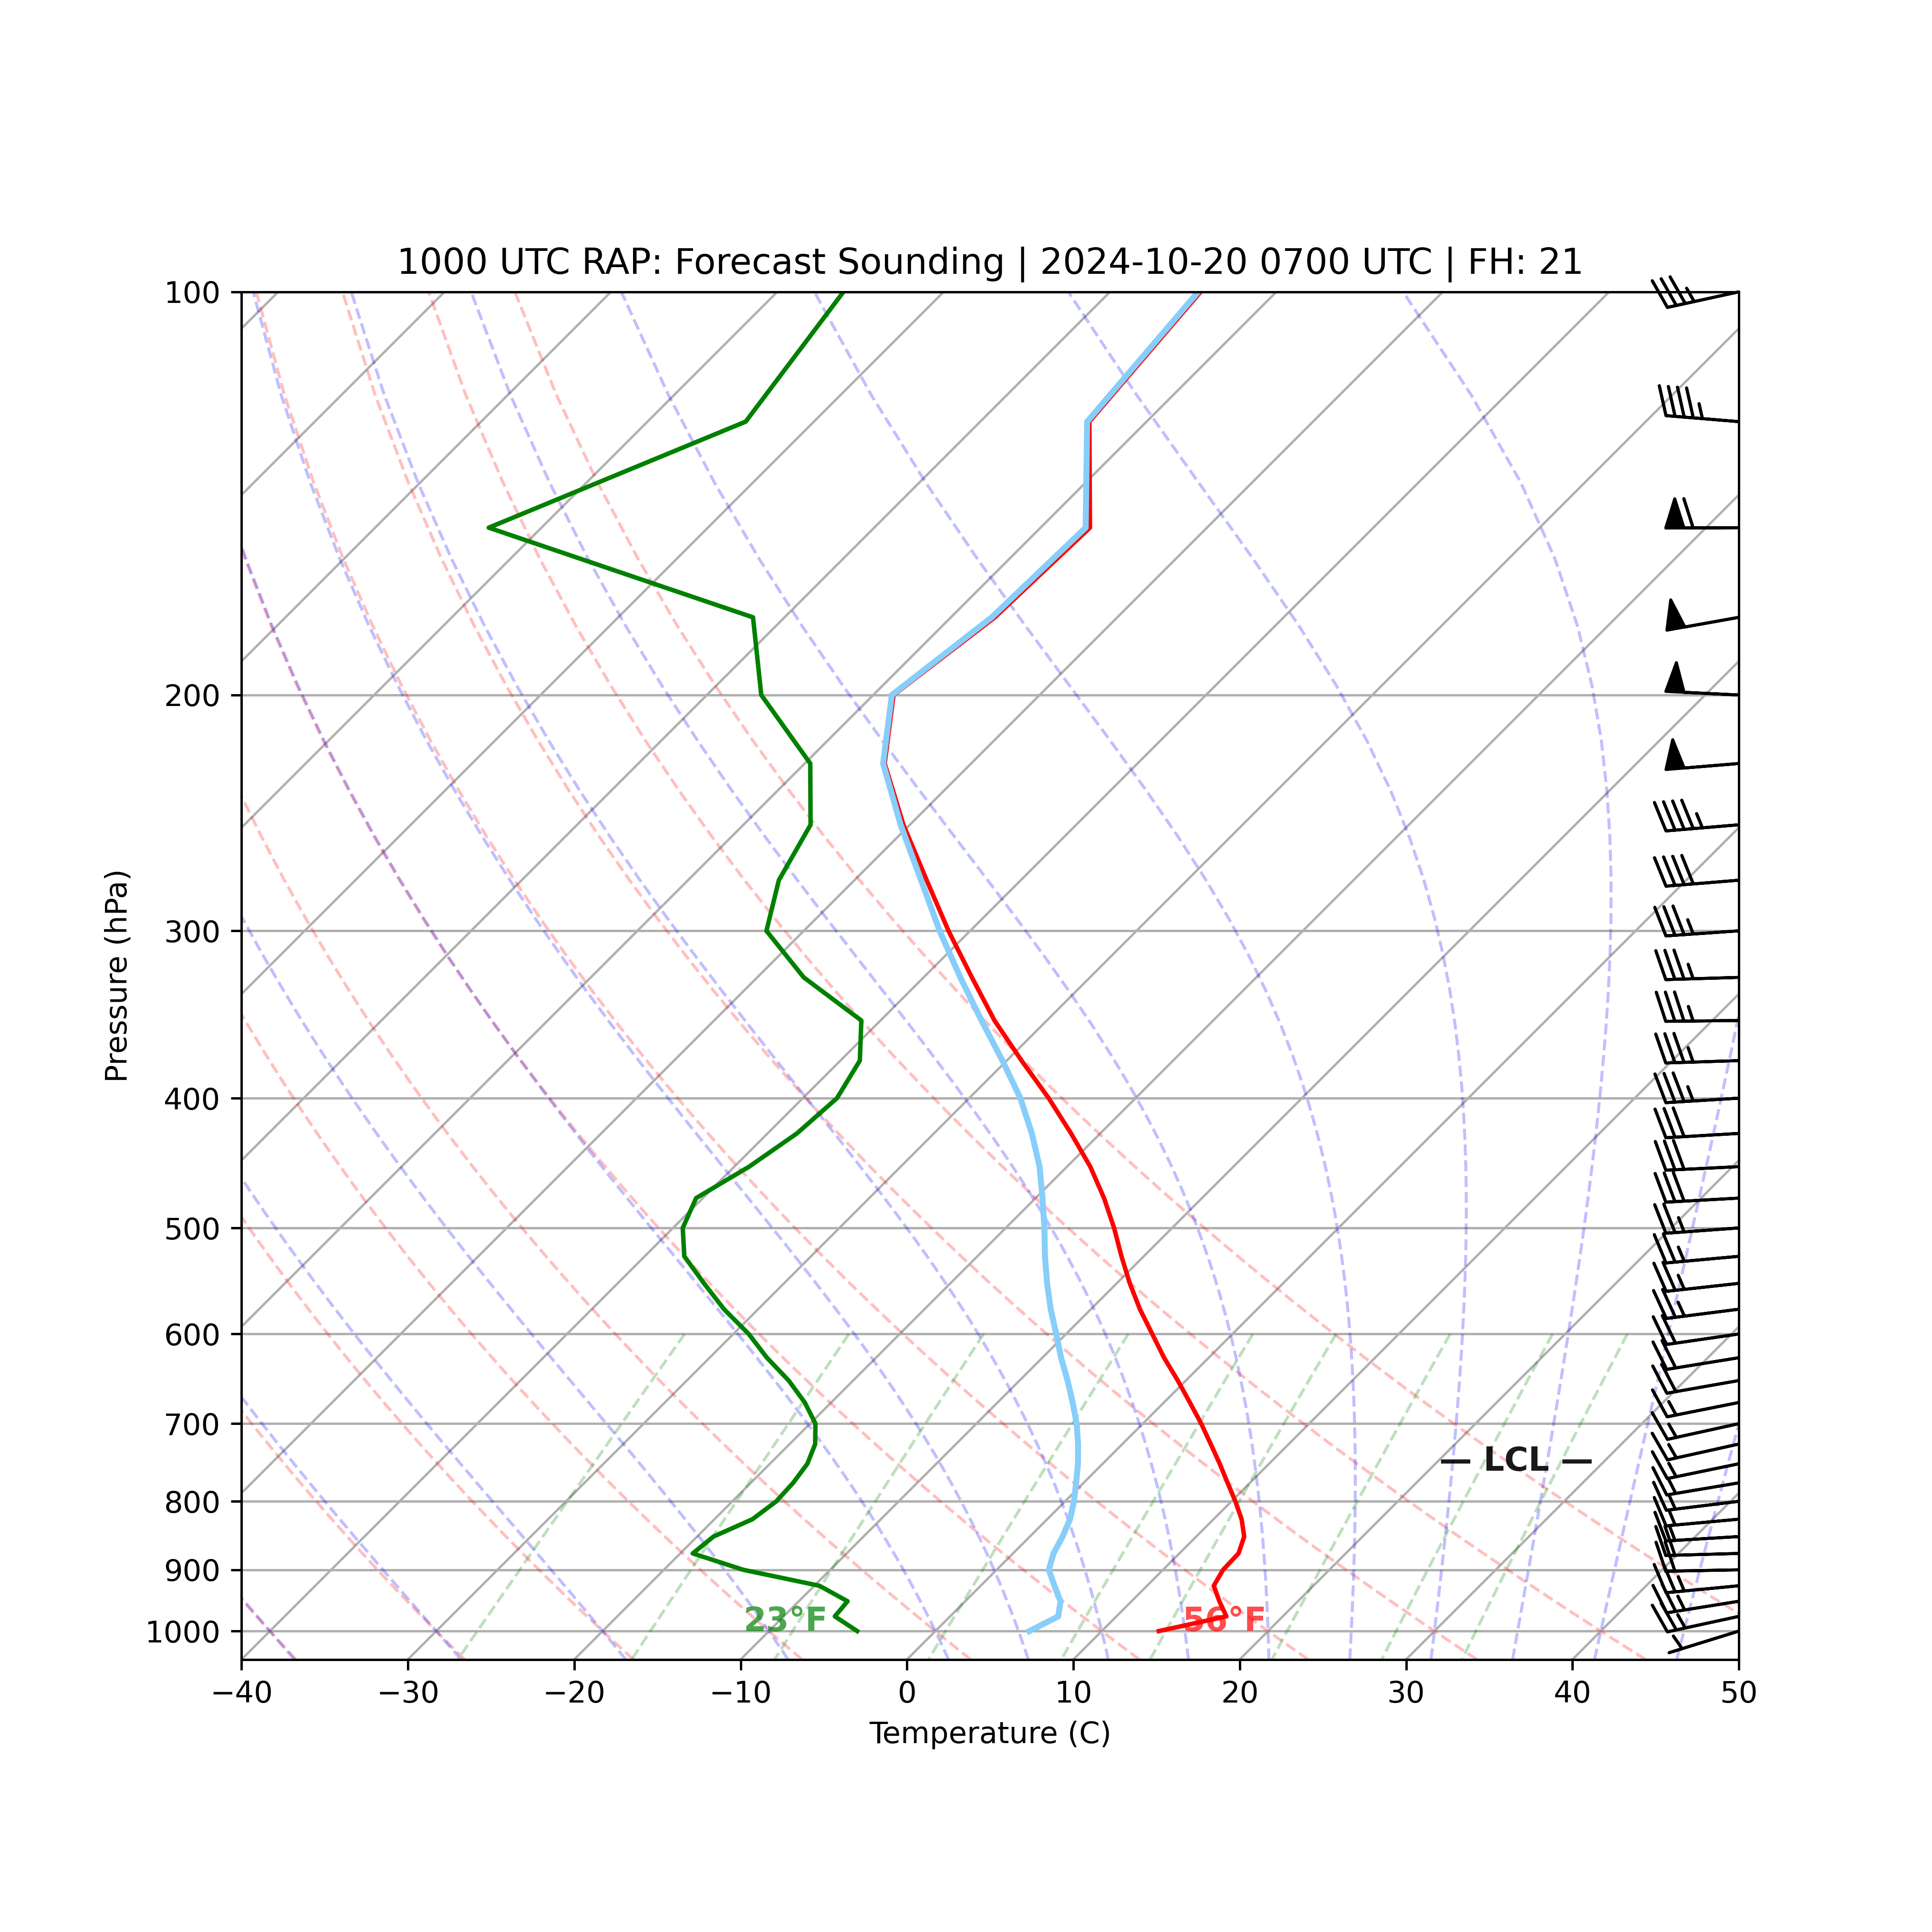 1000 UTC RAP: Forecast Sounding | 2024-10-20 0700 UTC | FH: 21
100
200
300
400
500
600
700
800
900
1000
Pressure (hPa)
— LCL —
23°F
56°F
−40 −30 −20 −10 0 10 20 30 40 50
Temperature (C)